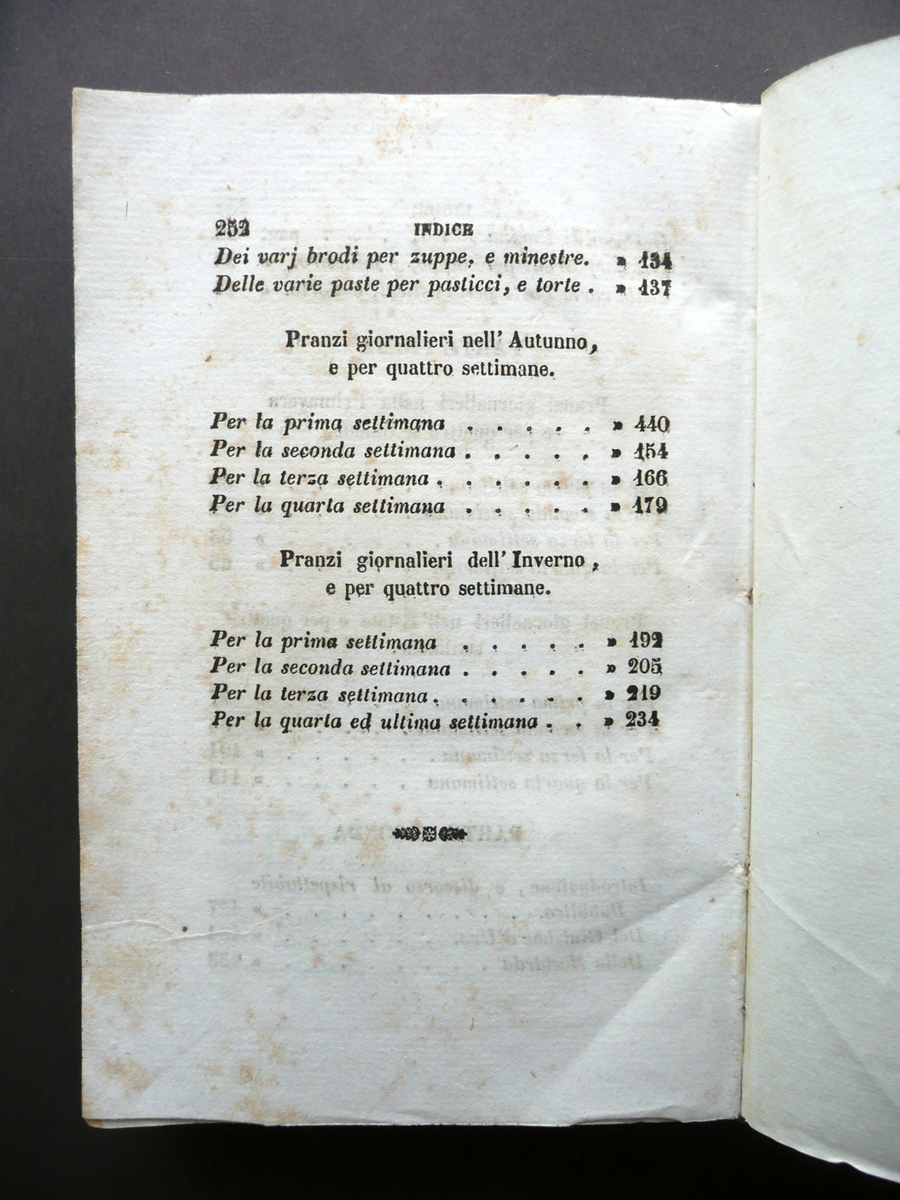 252 INDICE
Dei varj brodi per zuppe, e minestre. » 134
Delle varie paste per pasticci, e torte . » 137
Pranzi giornalieri nell' Autunno,
e per quattro settimane.
Per la prima settimana . . . . . » 440
Per la seconda settimana . . . . . » 154
Per la terza settimana . . . . . . » 166
Per la quarta settimana . . . . . » 179
Pranzi giornalieri dell' Inverno,
e per quattro settimane.
Per la prima settimana . . . . . » 192
Per la seconda settimana . . . . . » 205
Per la terza settimana . . . . . . » 219
Per la quarta ed ultima settimana . . » 234